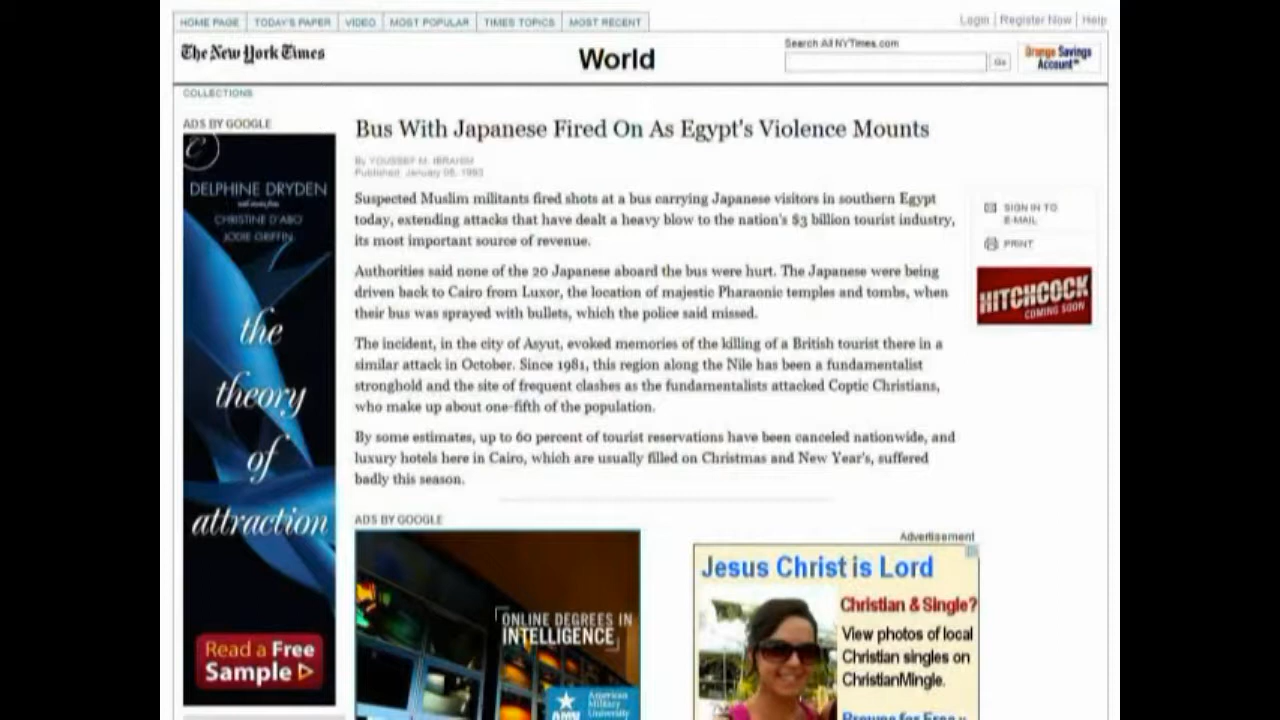 HOME PAGE TODAY'S PAPER VIDEO MOST POPULAR TIMES TOPICS MOST RECENT
Login Register Now Help
The New York Times
World
Search All NYTimes.com
Go
Orange Savings
Account
COLLECTIONS
ADS BY GOOGLE
DELPHINE DRYDEN
CHRISTINE D'ABO
JODIE GRIFFIN
the
theory
of
attraction
Read a Free
Sample
Bus With Japanese Fired On As Egypt's Violence Mounts
By YOUSSEF M. IBRAHIM
Published: January 08, 1993
Suspected Muslim militants fired shots at a bus carrying Japanese visitors in southern Egypt
today, extending attacks that have dealt a heavy blow to the nation's $3 billion tourist industry,
its most important source of revenue.
Authorities said none of the 20 Japanese aboard the bus were hurt. The Japanese were being
driven back to Cairo from Luxor, the location of majestic Pharaonic temples and tombs, when
their bus was sprayed with bullets, which the police said missed.
The incident, in the city of Asyut, evoked memories of the killing of a British tourist there in a
similar attack in October. Since 1981, this region along the Nile has been a fundamentalist
stronghold and the site of frequent clashes as the fundamentalists attacked Coptic Christians,
who make up about one-fifth of the population.
By some estimates, up to 60 percent of tourist reservations have been canceled nationwide, and
luxury hotels here in Cairo, which are usually filled on Christmas and New Year's, suffered
badly this season.
SIGN IN TO
E-MAIL
PRINT
HITCHCOCK
COMING SOON
ADS BY GOOGLE
ONLINE DEGREES IN
INTELLIGENCE
American
Military
University
AMU
Advertisement
Jesus Christ is Lord
Christian & Single?
View photos of local
Christian singles on
ChristianMingle.
Browse for Free »